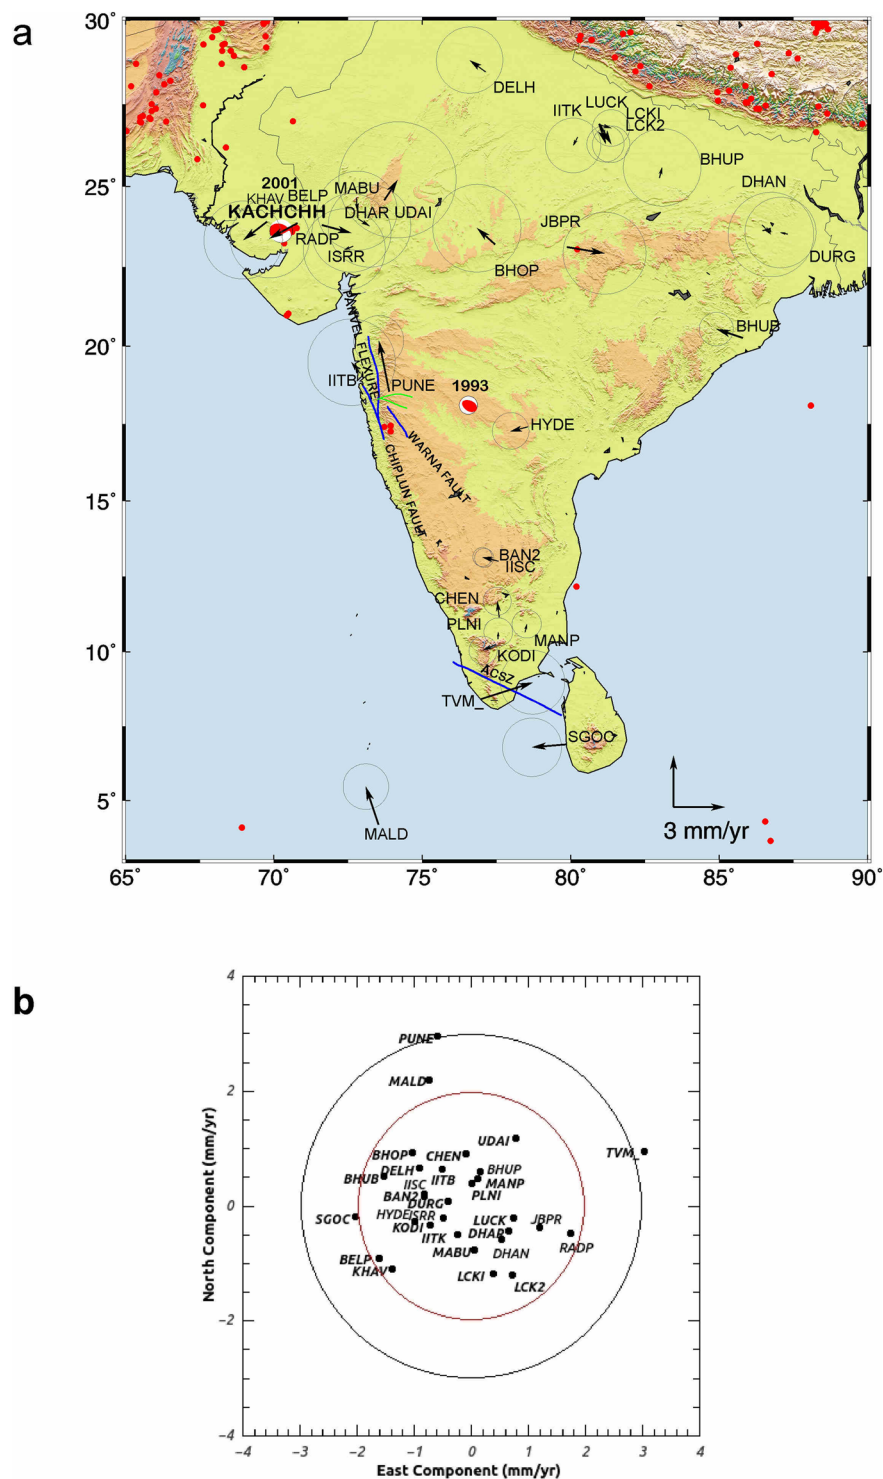 a
30°
25°
20°
15°
10°
5°
DELH
LUCK
IITK
LCKI
LCK2
BHUP
DHAN
2001
MABU
KHAV
BELP
KACHCHH
DHAR
UDAI
JBPR
RADP
ISRR
BHOP
DURG
PANVEL FLEXURE
BHUB
IITB
PUNE
1993
HYDE
WARNA FAULT
CHIPLUN FAULT
BAN2
IISC
CHEN
PLNI
MANP
KODI
ACSZ
TVM_
SGOC
MALD
3 mm/yr
65°
70°
75°
80°
85°
90°
b
4
2
0
−2
−4
North Component (mm/yr)
PUNE
MALD
UDAI
TVM_
BHOP
CHEN
DELH
BHUP
BHUB
IISC
IITB
MANP
BAN2
PLNI
DURG
SGOC
HYDE
ISRR
LUCK
JBPR
KODI
IITK
DHAR
RADP
MABU
DHAN
BELP
KHAV
LCKI
LCK2
−4 −3 −2 −1 0 1 2 3 4
East Component (mm/yr)